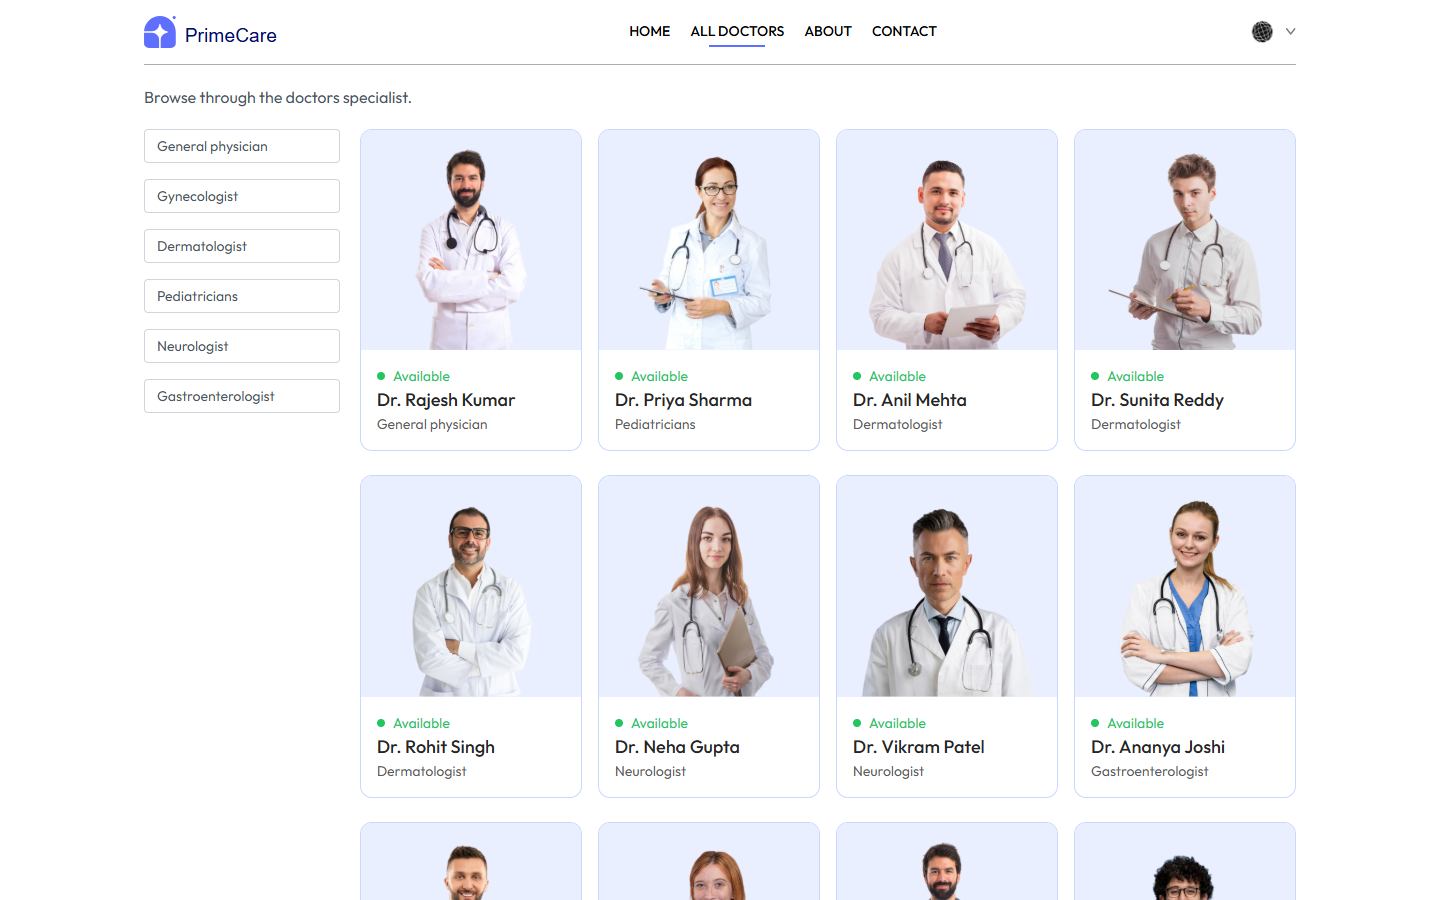 PrimeCare
HOME
ALL DOCTORS
ABOUT
CONTACT
Browse through the doctors specialist.
General physician
Gynecologist
Dermatologist
Pediatricians
Neurologist
Gastroenterologist
Available
Dr. Rajesh Kumar
General physician
Available
Dr. Priya Sharma
Pediatricians
Available
Dr. Anil Mehta
Dermatologist
Available
Dr. Sunita Reddy
Dermatologist
Available
Dr. Rohit Singh
Dermatologist
Available
Dr. Neha Gupta
Neurologist
Available
Dr. Vikram Patel
Neurologist
Available
Dr. Ananya Joshi
Gastroenterologist